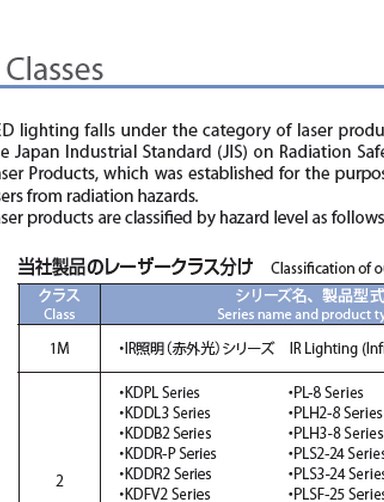 Classes
ED lighting falls under the category of laser produ
e Japan Industrial Standard (JIS) on Radiation Safe
aser Products, which was established for the purpos
sers from radiation hazards.
aser products are classified by hazard level as follows
当社製品のレーザークラス分け Classification of o
クラス シリーズ名、製品型式
Class Series name and product ty
1M ・IR照明(赤外光)シリーズ IR Lighting (Inf
・KDPL Series ・PL-8 Series
・KDDL3 Series ・PLH2-8 Series
・KDDB2 Series ・PLH3-8 Series
・KDDR-P Series ・PLS2-24 Series
・KDDR2 Series ・PLS3-24 Series
2 ・KDFV2 Series ・PLSF-25 Series